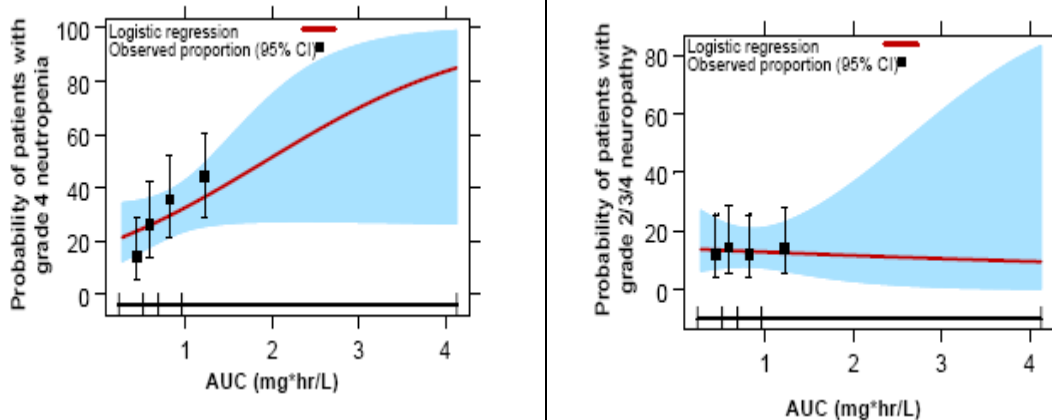 Probability of patients with
grade 4 neutropenia
100
80
60
40
20
0
Logistic regression
Observed proportion (95% CI)
1 2 3 4
AUC (mg*hr/L)
Probability of patients with
grade 2/3/4 neuropathy
80
60
40
20
0
Logistic regression
Observed proportion (95% CI)
1 2 3 4
AUC (mg*hr/L)